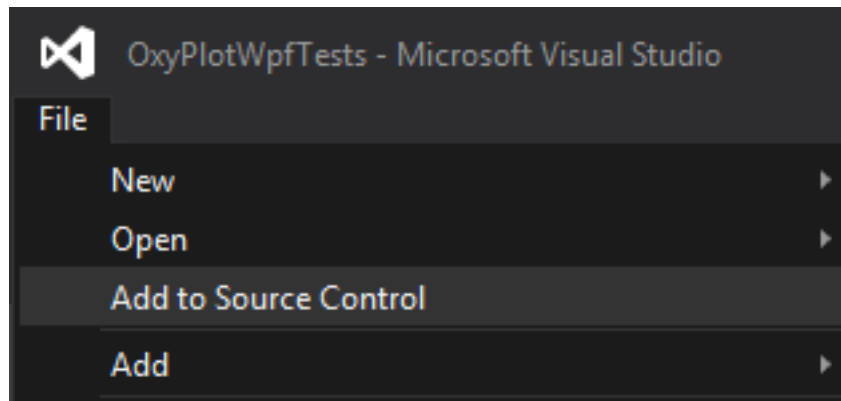 OxyPlotWpfTests - Microsoft Visual Studio
File
New
Open
Add to Source Control
Add